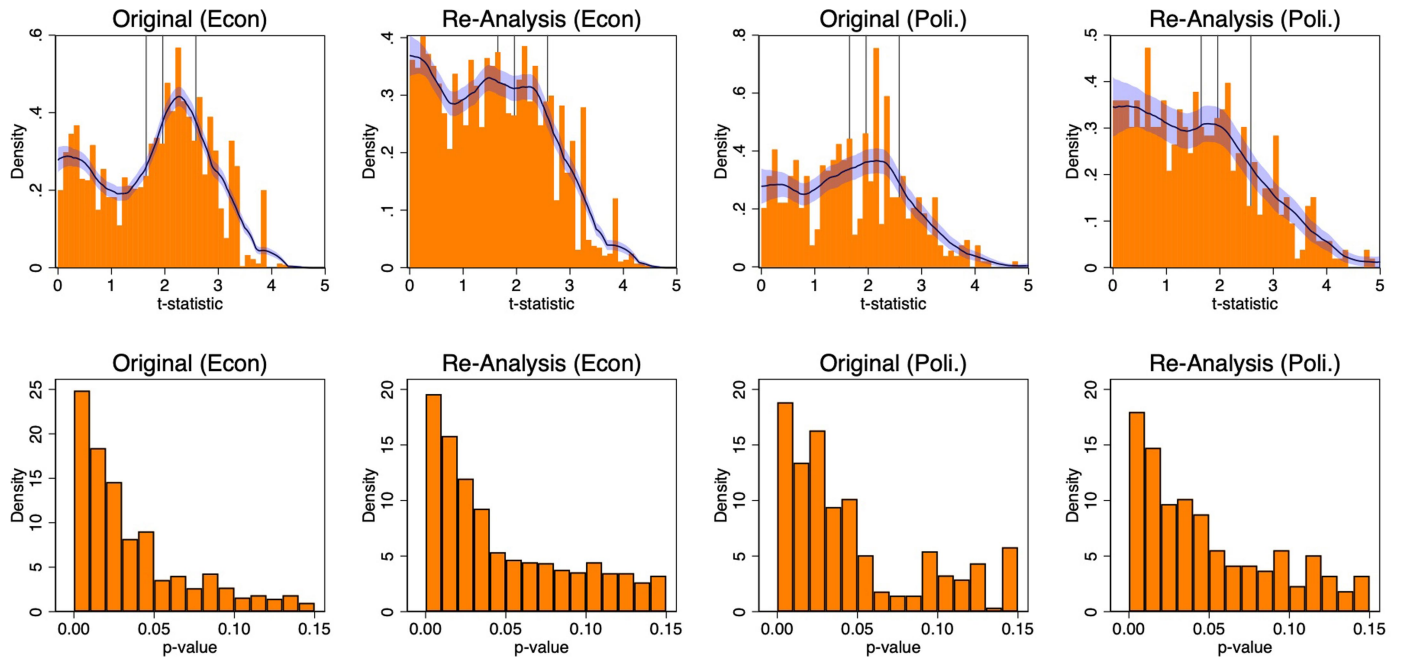 Original (Econ)
Re-Analysis (Econ)
Original (Poli.)
Re-Analysis (Poli.)
.6
.4
.2
0
Density
0 1 2 3 4 5
t-statistic
.4
.3
.2
.1
0
Density
0 1 2 3 4 5
t-statistic
.8
.6
.4
.2
0
Density
0 1 2 3 4 5
t-statistic
.5
.4
.3
.2
.1
0
Density
0 1 2 3 4 5
t-statistic
Original (Econ)
Re-Analysis (Econ)
Original (Poli.)
Re-Analysis (Poli.)
25
20
15
10
5
0
Density
0.00 0.05 0.10 0.15
p-value
20
15
10
5
0
Density
0.00 0.05 0.10 0.15
p-value
20
15
10
5
0
Density
0.00 0.05 0.10 0.15
p-value
20
15
10
5
0
Density
0.00 0.05 0.10 0.15
p-value